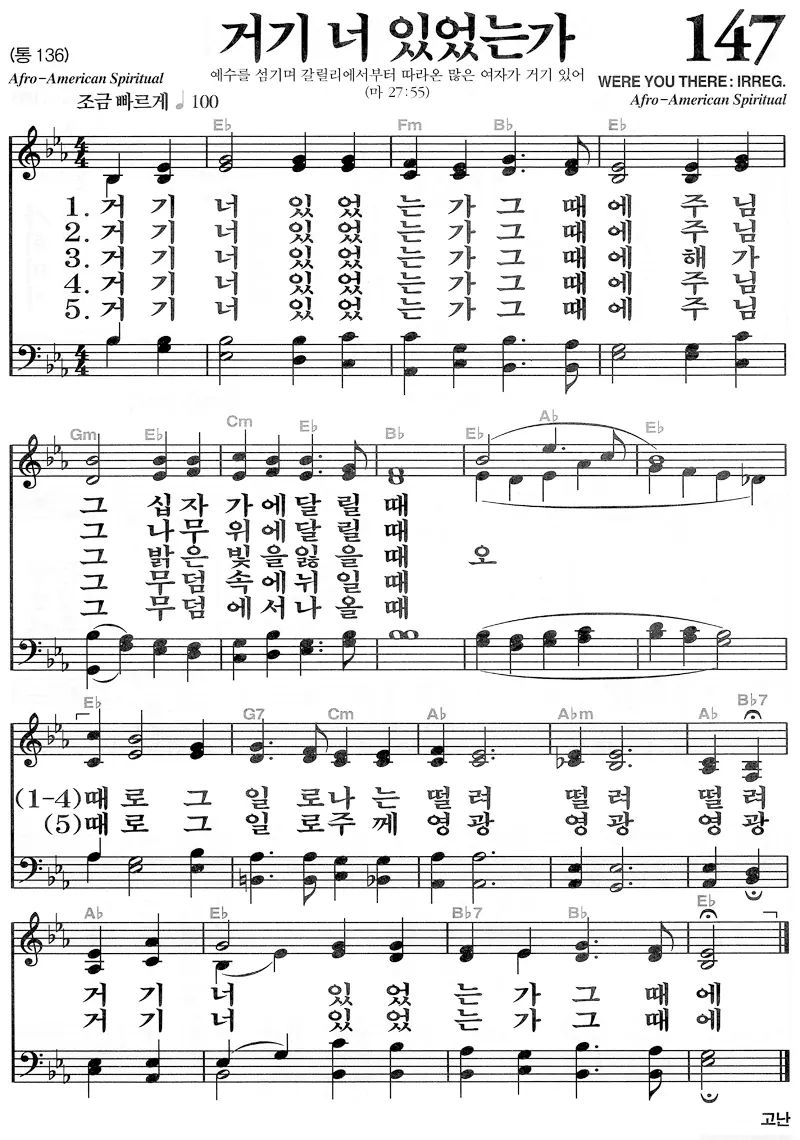 거기 너 있었는가 147
(통 136)
Afro-American Spiritual
예수를 섬기며 갈릴리에서부터 따라온 많은 여자가 거기 있어
(마 27:55)
WERE YOU THERE: IRREG.
Afro-American Spiritual
조금 빠르게 ♩ 100
E♭ Fm B♭ E♭
1. 거 기 너 있 었 는 가 그 때 에 주 님
2. 거 기 너 있 었 는 가 그 때 에 주 님
3. 거 기 너 있 었 는 가 그 때 에 해 가
4. 거 기 너 있 었 는 가 그 때 에 주 님
5. 거 기 너 있 었 는 가 그 때 에 주 님
Gm E♭ Cm E♭ B♭ E♭ A♭ E♭
그 십 자 가 에 달 릴 때
그 나 무 위 에 달 릴 때
그 밝 은 빛 을 잃 을 때 오
그 무 덤 속 에 뉘 일 때
그 무 덤 에 서 나 올 때
E♭ G7 Cm A♭ A♭m A♭ B♭7
(1-4) 때 로 그 일 로 나 는 떨 려 떨 려 떨 려
(5) 때 로 그 일 로 주 께 영 광 영 광 영 광
A♭ E♭ B♭7 B♭ E♭
거 기 너 있 었 는 가 그 때 에
거 기 너 있 었 는 가 그 때 에
고난